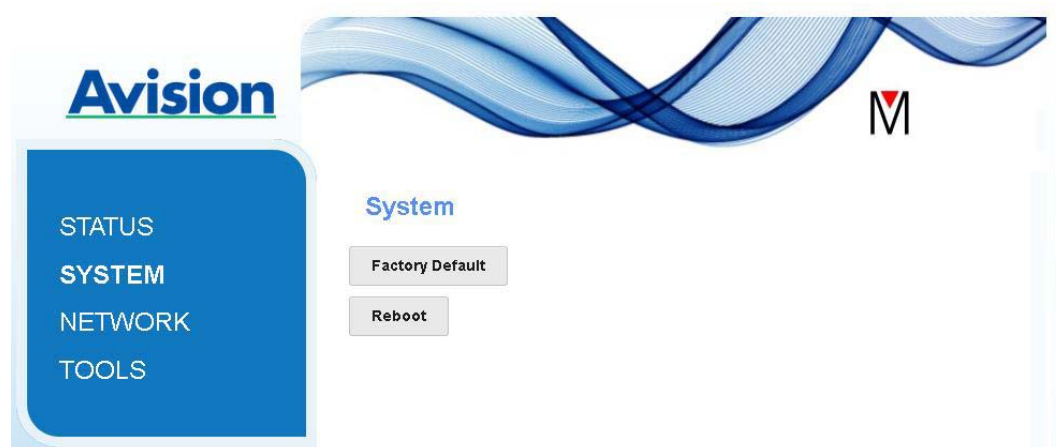 Avision
M
STATUS
SYSTEM
NETWORK
TOOLS
System
Factory Default
Reboot